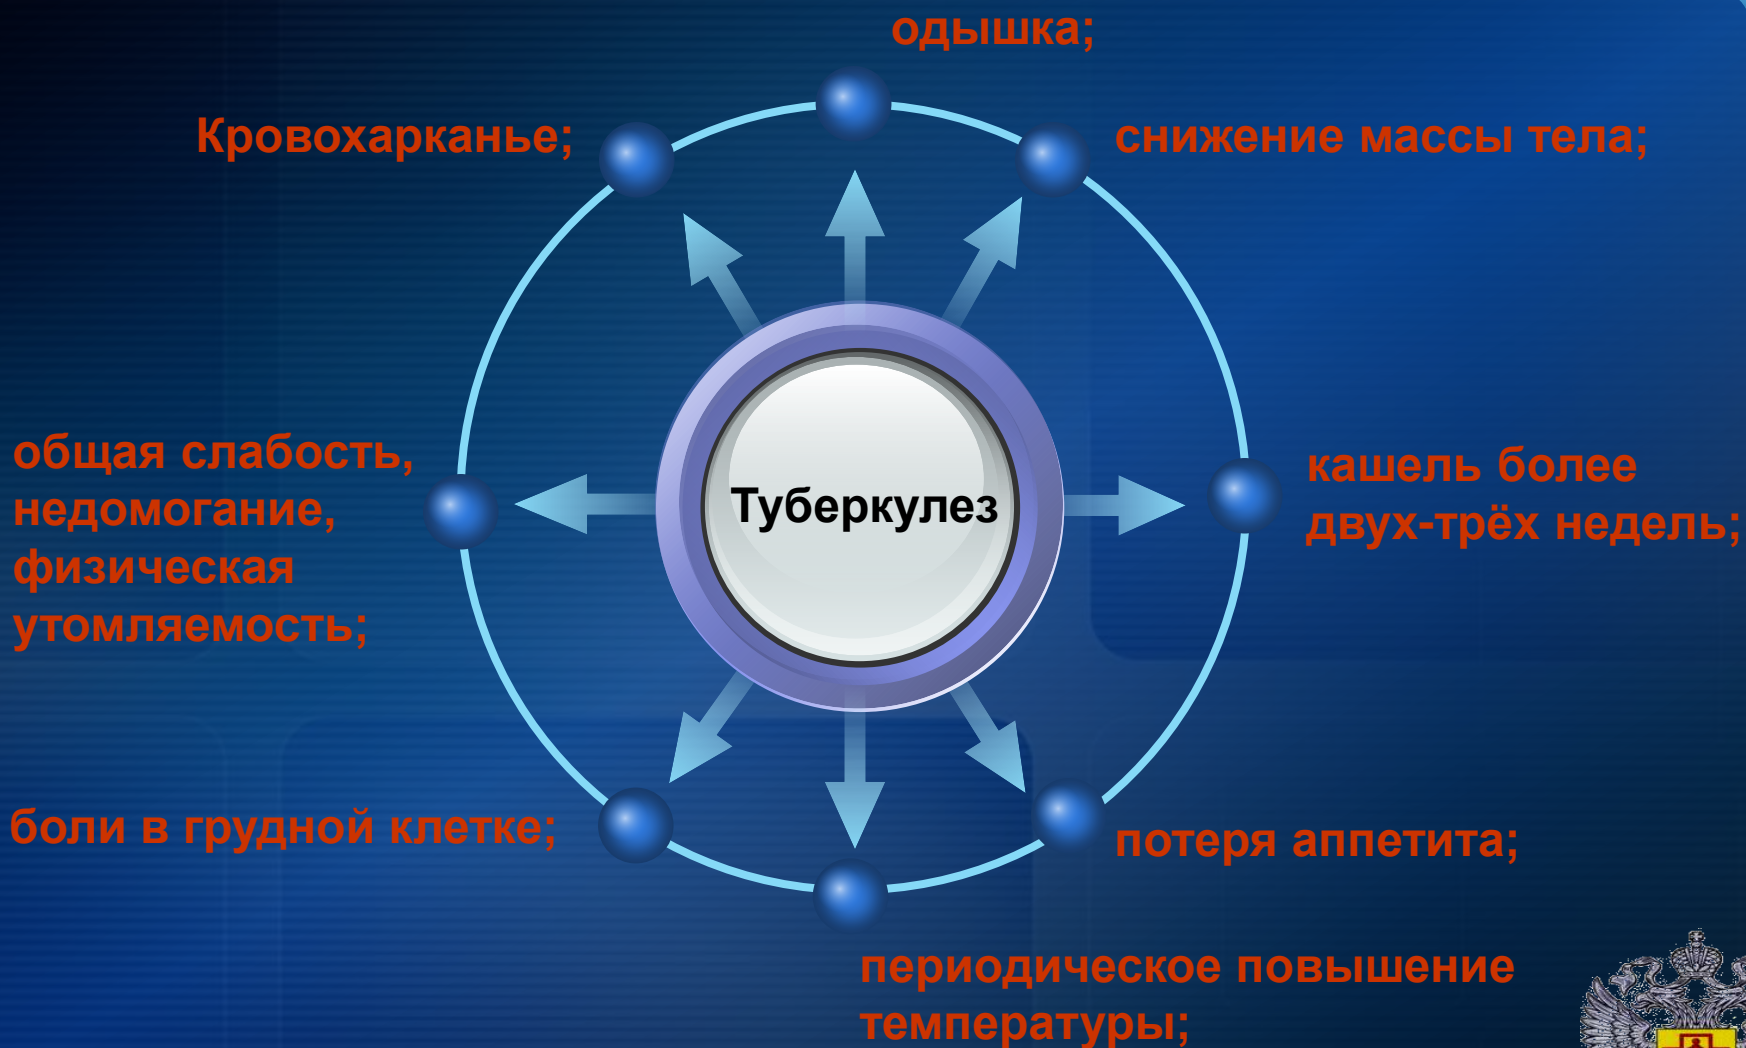 одышка;
Кровохарканье;
снижение массы тела;
общая слабость,
недомогание,
физическая
утомляемость;
Туберкулез
кашель более
двух-трёх недель;
боли в грудной клетке;
потеря аппетита;
периодическое повышение
температуры;